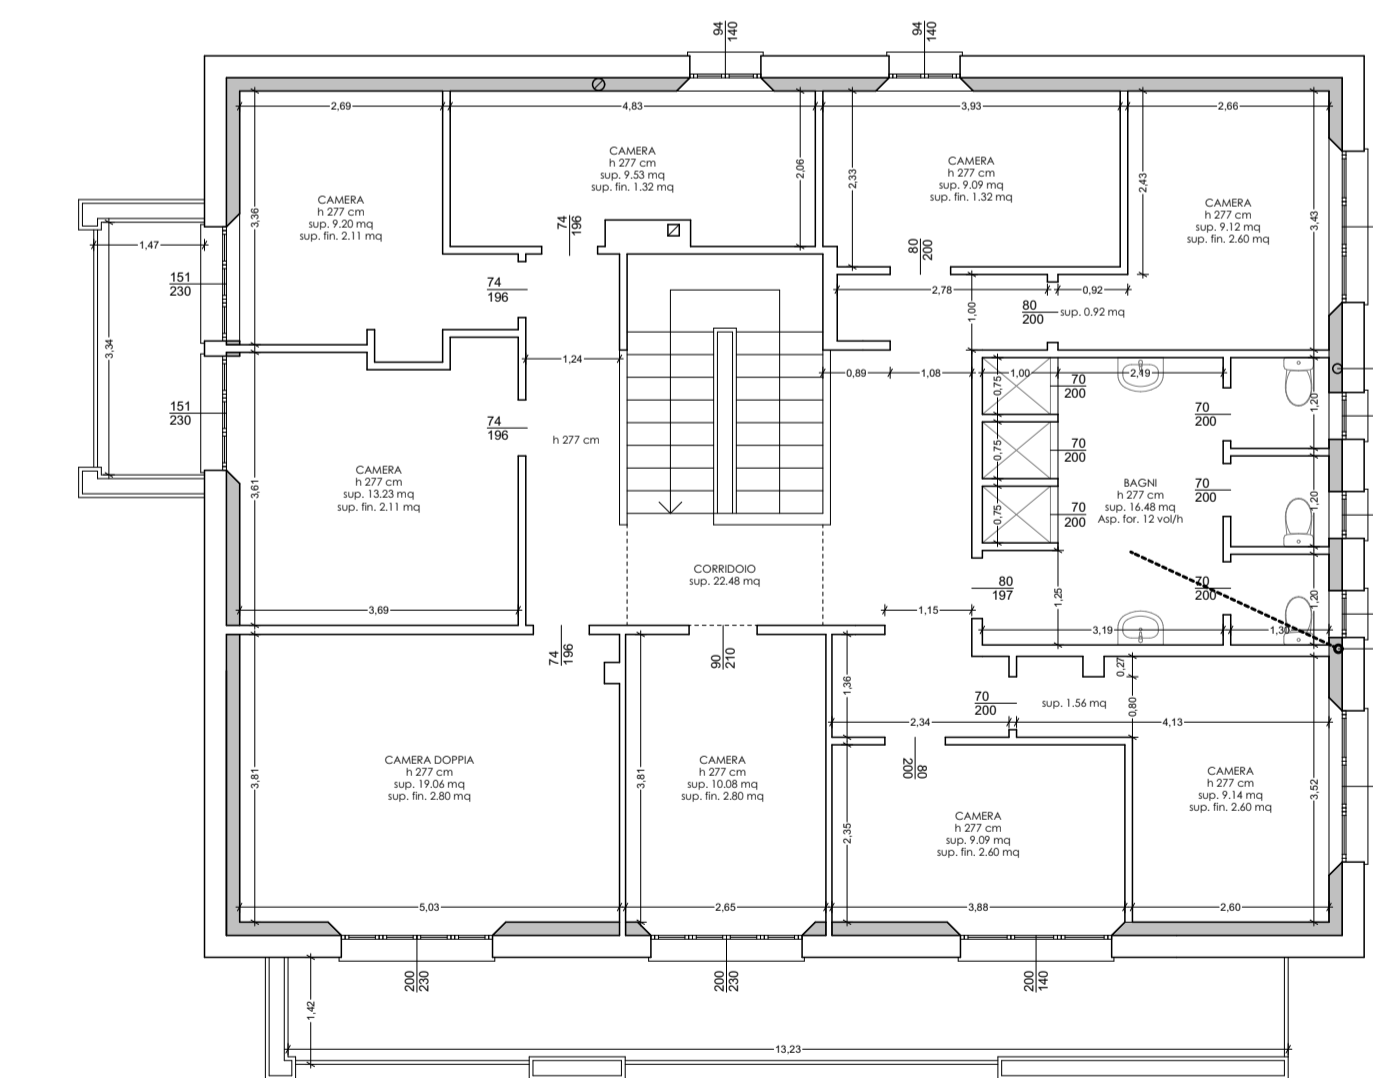 94
140
94
140
2,69
4,83
3,93
2,66
CAMERA
h 277 cm
sup. 9.53 mq
sup. fin. 1.32 mq
2,06
2,33
CAMERA
h 277 cm
sup. 9.09 mq
sup. fin. 1.32 mq
2,43
CAMERA
h 277 cm
sup. 9.20 mq
sup. fin. 2.11 mq
3,36
CAMERA
h 277 cm
sup. 9.12 mq
sup. fin. 2.60 mq
3,43
74
196
80
200
1,47
151
230
74
196
2,78
0,92
1,00
80
200
sup. 0.92 mq
3,34
1,24
0,89
1,08
1,00
2,19
0,75
70
200
1,20
151
230
74
196
h 277 cm
70
200
0,75
70
200
CAMERA
h 277 cm
sup. 13.23 mq
sup. fin. 2.11 mq
3,61
BAGNI
h 277 cm
sup. 16.48 mq
Asp. for. 12 vol/h
70
200
1,20
0,75
70
200
CORRIDOIO
sup. 22.48 mq
80
197
1,25
70
200
1,20
3,69
1,15
3,19
1,30
74
196
90
210
1,36
0,27
70
200
sup. 1.56 mq
0,80
2,34
4,13
CAMERA DOPPIA
h 277 cm
sup. 19.06 mq
sup. fin. 2.80 mq
3,81
CAMERA
h 277 cm
sup. 10.08 mq
sup. fin. 2.80 mq
3,81
80
200
CAMERA
h 277 cm
sup. 9.14 mq
sup. fin. 2.60 mq
3,52
CAMERA
h 277 cm
sup. 9.09 mq
sup. fin. 2.60 mq
2,35
5,03
2,65
3,88
2,60
200
230
200
230
200
140
1,42
13,23